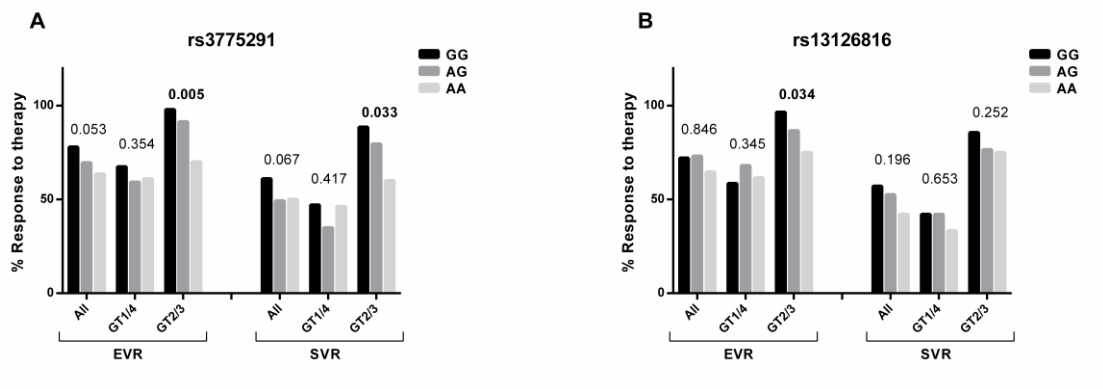 A
rs3775291
GG
AG
AA
% Response to therapy
100
50
0
0.053
0.354
0.005
0.067
0.417
0.033
All
GT1/4
GT2/3
All
GT1/4
GT2/3
EVR
SVR
B
rs13126816
GG
AG
AA
% Response to therapy
100
50
0
0.846
0.345
0.034
0.196
0.653
0.252
All
GT1/4
GT2/3
All
GT1/4
GT2/3
EVR
SVR